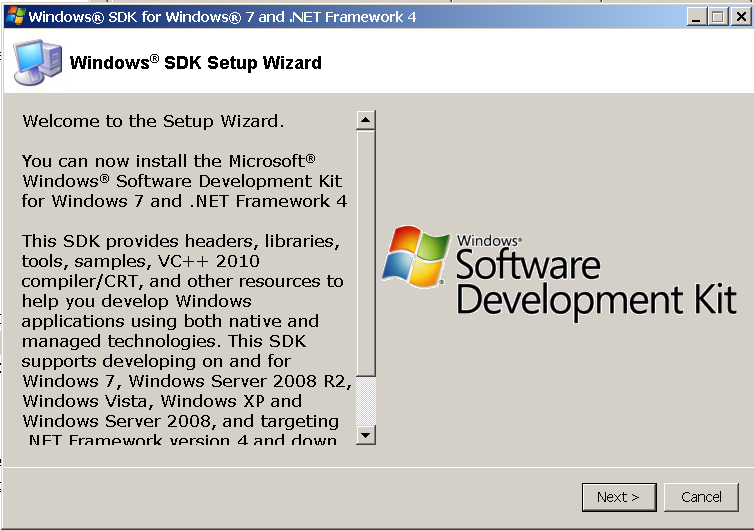 Windows® SDK for Windows® 7 and .NET Framework 4
Windows® SDK Setup Wizard
Welcome to the Setup Wizard.
You can now install the Microsoft®
Windows® Software Development Kit
for Windows 7 and .NET Framework 4
This SDK provides headers, libraries,
tools, samples, VC++ 2010
compiler/CRT, and other resources to
help you develop Windows
applications using both native and
managed technologies. This SDK
supports developing on and for
Windows 7, Windows Server 2008 R2,
Windows Vista, Windows XP and
Windows Server 2008, and targeting
.NET Framework version 4 and down
Windows®
Software
Development Kit
Next >
Cancel